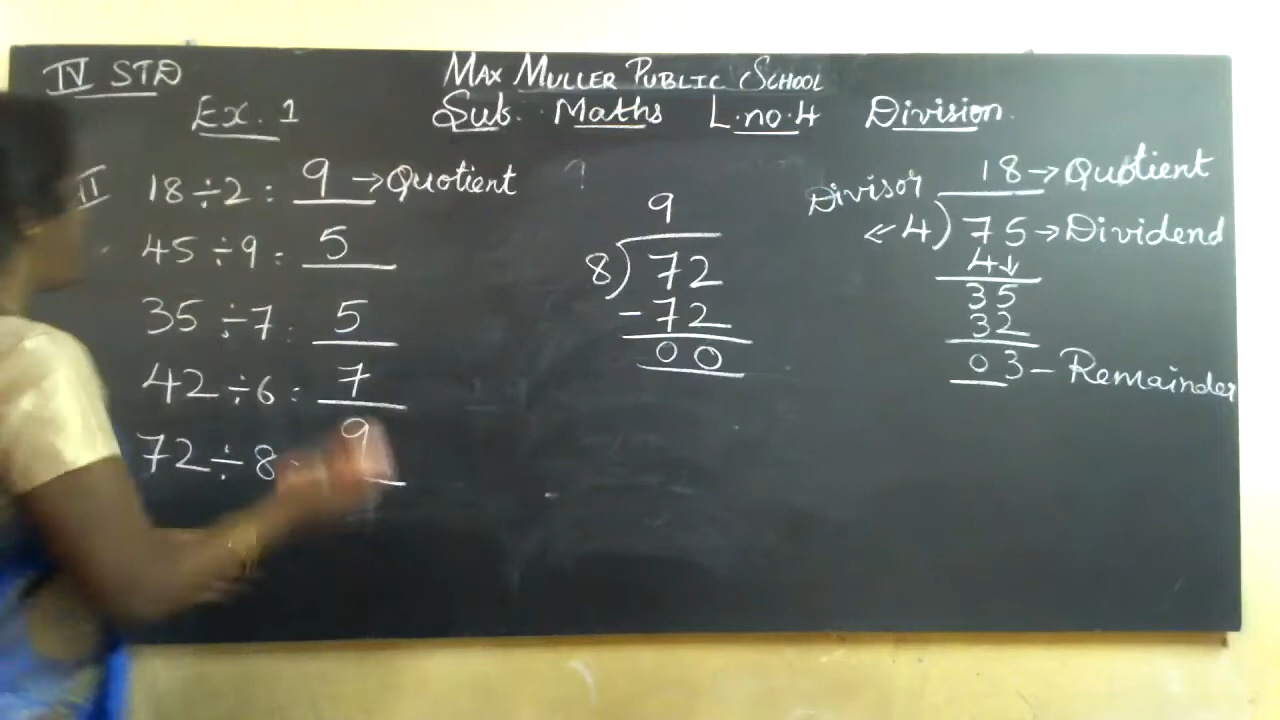 IV STD
MAX MULLER PUBLIC SCHOOL
Ex. 1
Sub. Maths L.no.4 Division.
II
18 ÷ 2 : 9 → Quotient
45 ÷ 9 : 5
35 ÷ 7 : 5
42 ÷ 6 : 7
72 ÷ 8 : 9
9
8) 72
- 72
00
18 → Quotient
Divisor
← 4) 75 → Dividend
4↓
35
32
03 - Remainder